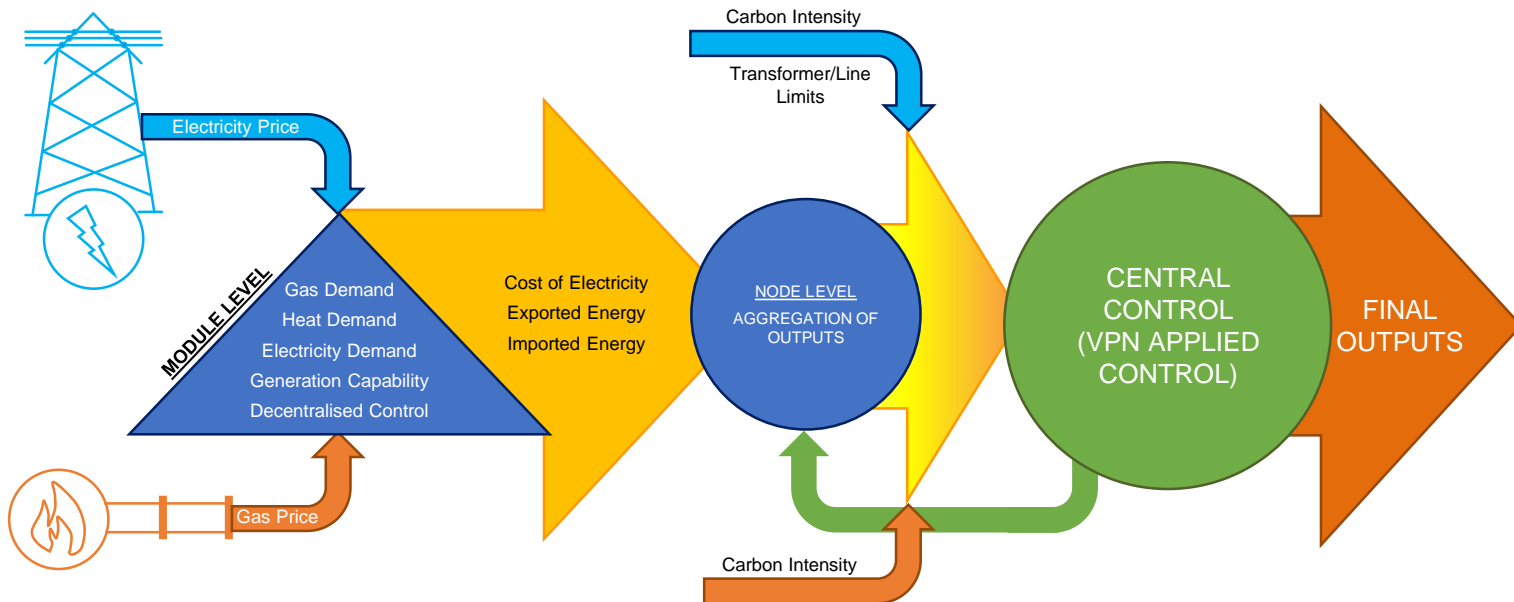 Electricity Price
MODULE LEVEL
Gas Demand
Heat Demand
Electricity Demand
Generation Capability
Decentralised Control
Gas Price
Cost of Electricity
Exported Energy
Imported Energy
Carbon Intensity
Transformer/Line
Limits
NODE LEVEL
AGGREGATION OF
OUTPUTS
Carbon Intensity
CENTRAL
CONTROL
(VPN APPLIED
CONTROL)
FINAL
OUTPUTS